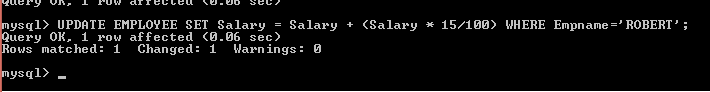 Query OK, 1 row affected (0.06 sec)
mysql> UPDATE EMPLOYEE SET Salary = Salary + (Salary * 15/100) WHERE Empname='ROBERT';
Query OK, 1 row affected (0.06 sec)
Rows matched: 1  Changed: 1  Warnings: 0
mysql> _